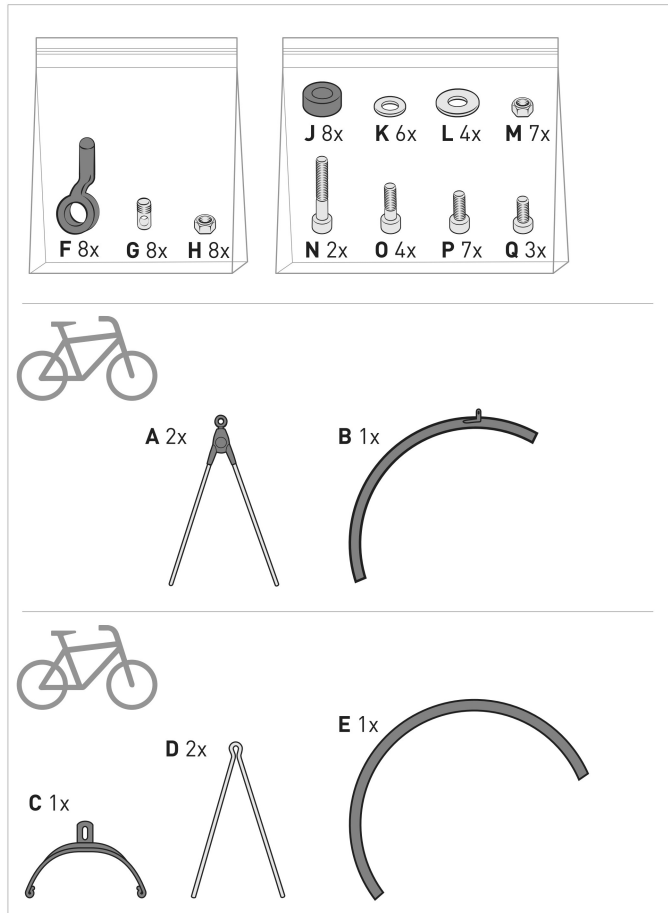 J 8x K 6x L 4x M 7x
F 8x G 8x H 8x N 2x O 4x P 7x Q 3x
A 2x B 1x
E 1x
D 2x
C 1x